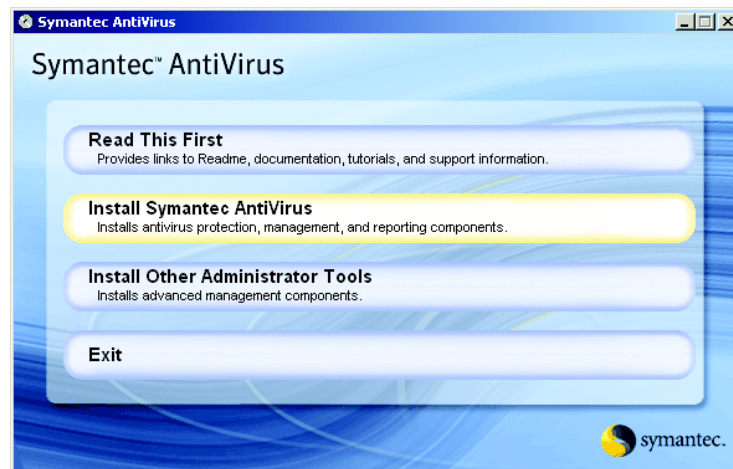 Symantec AntiVirus
Symantec™ AntiVirus
Read This First
Provides links to Readme, documentation, tutorials, and support information.
Install Symantec AntiVirus
Installs antivirus protection, management, and reporting components.
Install Other Administrator Tools
Installs advanced management components.
Exit
symantec.